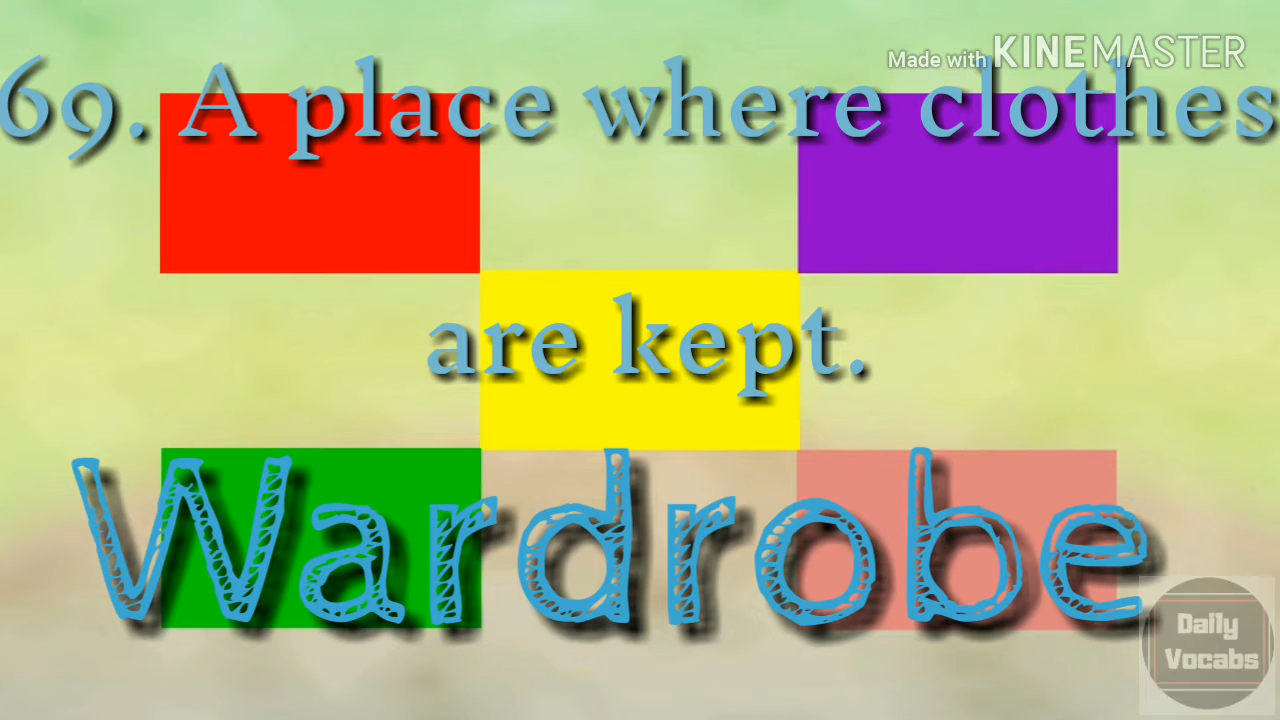 Made with KINEMASTER
69. A place where clothes
are kept.
Wardrobe
Daily
Vocabs